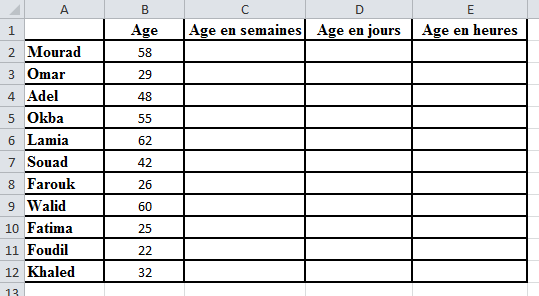 A B C D E
1 Age Age en semaines Age en jours Age en heures
2 Mourad 58
3 Omar 29
4 Adel 48
5 Okba 55
6 Lamia 62
7 Souad 42
8 Farouk 26
9 Walid 60
10 Fatima 25
11 Foudil 22
12 Khaled 32
13